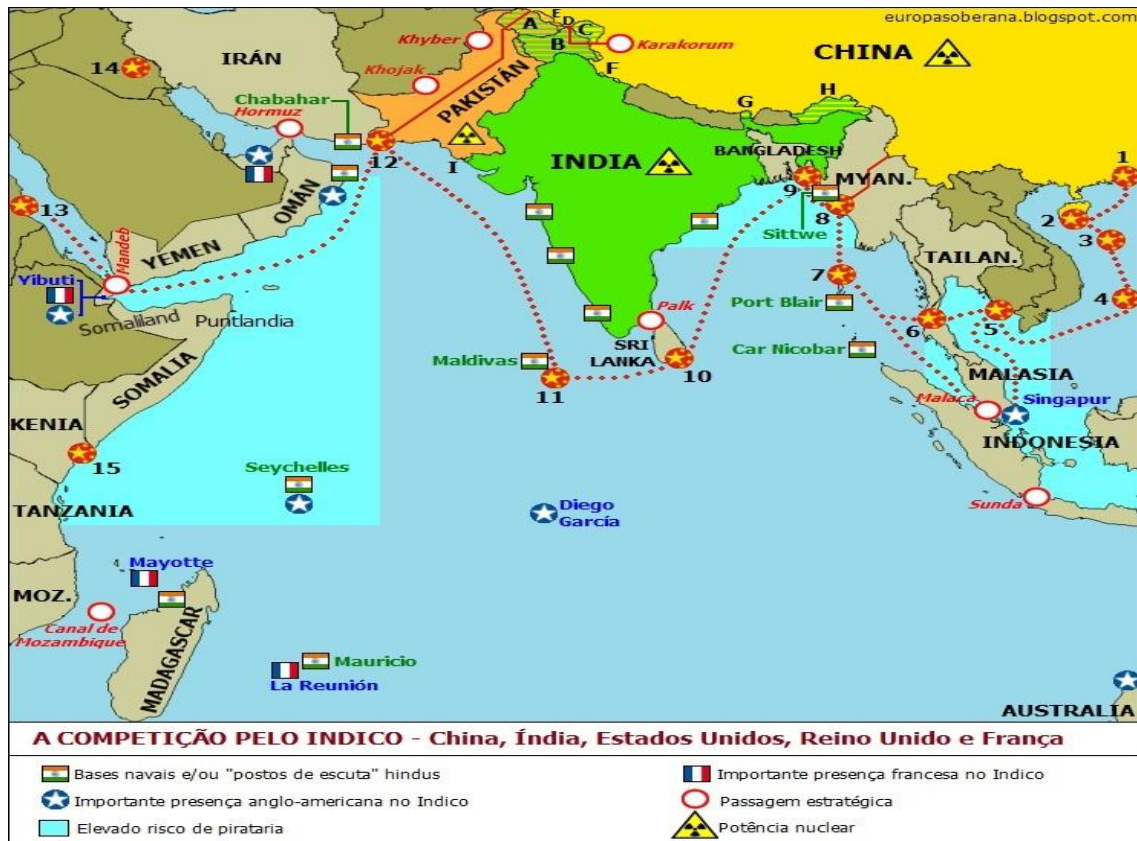 europasoberana.blogspot.com
E
A
D
C
Khyber
Karakorum
CHINA
IRÁN
B
14
Khojak
F
PAKISTÁN
Chabahar
H
Hormuz
G
12
I
INDIA
BANGLADESH
1
MYAN.
OMÁN
9
2
13
8
3
Sittwe
Mandeb
YEMEN
TAILAN.
Yibuti
7
4
Port Blair
Somaliland
Puntlandia
Palk
6
5
SRI
LANKA
Car Nicobar
Maldivas
10
MALASIA
11
SOMALIA
Malaca
Singapur
KENIA
INDONESIA
15
Seychelles
Sunda
TANZANIA
Diego
García
Mayotte
MOZ.
Canal de
Mozambique
MADAGASCAR
Mauricio
La Reunión
AUSTRALIA
A COMPETIÇÃO PELO INDICO - China, Índia, Estados Unidos, Reino Unido e França
Bases navais e/ou "postos de escuta" hindus
Importante presença francesa no Indico
Importante presença anglo-americana no Indico
Passagem estratégica
Elevado risco de pirataria
Potência nuclear